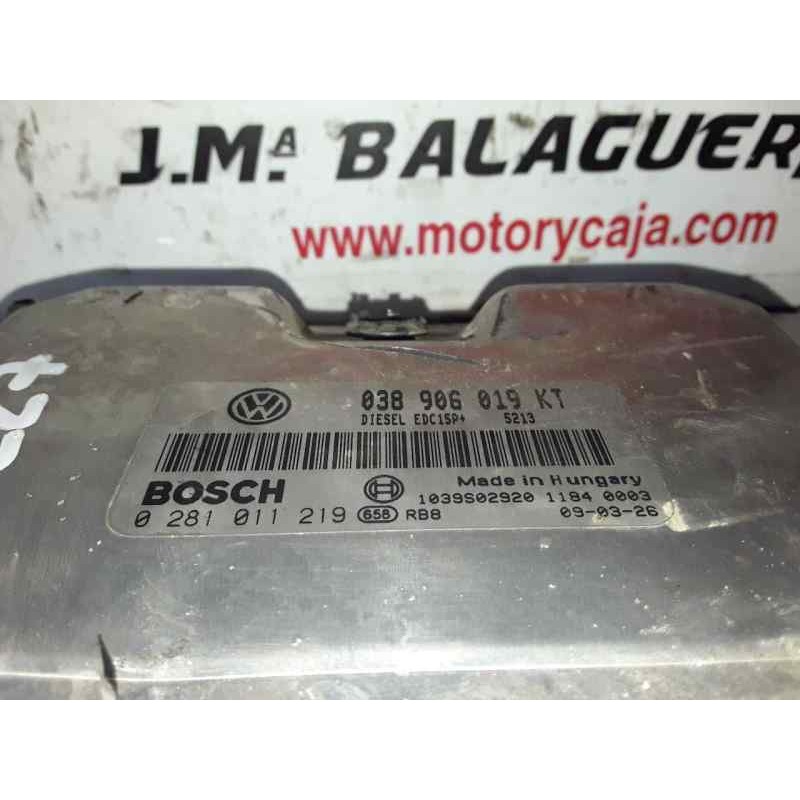 J.Mª BALAGUER
www.motorycaja.com
038 906 019 KT
DIESEL EDC15P+ 5213
BOSCH
Made in Hungary
1039S02920 1184 0003
0 281 011 219 658 RB8 09-03-26